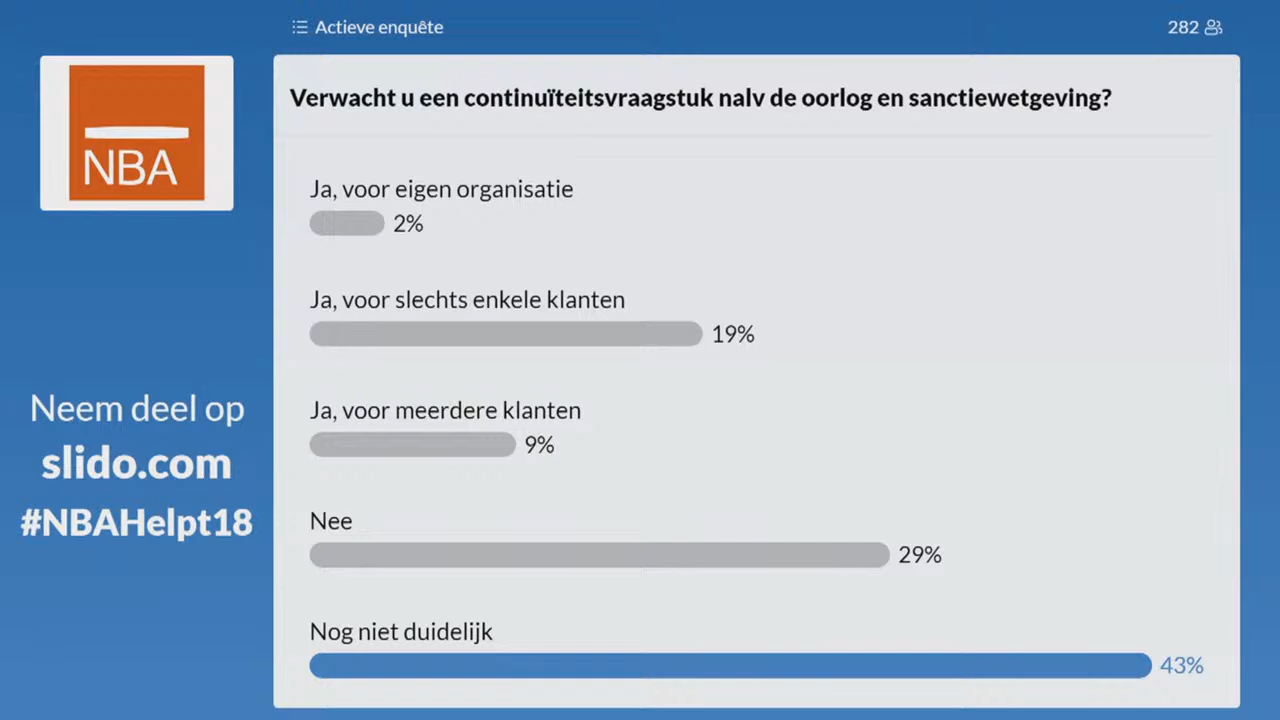 Actieve enquête
282
NBA
Verwacht u een continuïteitsvraagstuk nalv de oorlog en sanctiewetgeving?
Ja, voor eigen organisatie
2%
Ja, voor slechts enkele klanten
19%
Ja, voor meerdere klanten
9%
Nee
29%
Nog niet duidelijk
43%
Neem deel op
slido.com
#NBAHelpt18